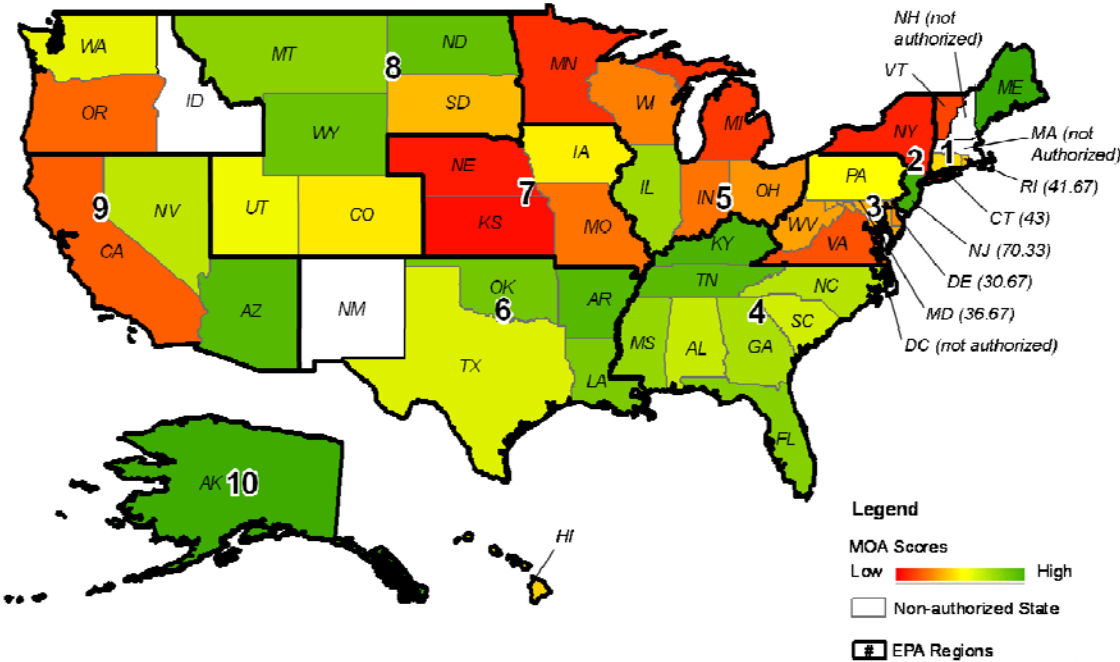 NH (not
authorized)
WA
MT
ND
MN
VT
ME
8
OR
ID
SD
WI
MI
NY
MA (not
Authorized)
WY
1
2
IA
PA
RI (41.67)
NE
7
9
NV
UT
CO
IL
IN
5
OH
3
CT (43)
KS
MO
WV
VA
NJ (70.33)
CA
KY
DE (30.67)
AZ
NM
OK
6
AR
TN
NC
4
SC
MD (36.67)
DC (not authorized)
TX
MS
AL
GA
LA
FL
AK
10
HI
Legend
MOA Scores
Low
High
Non-authorized State
# EPA Regions